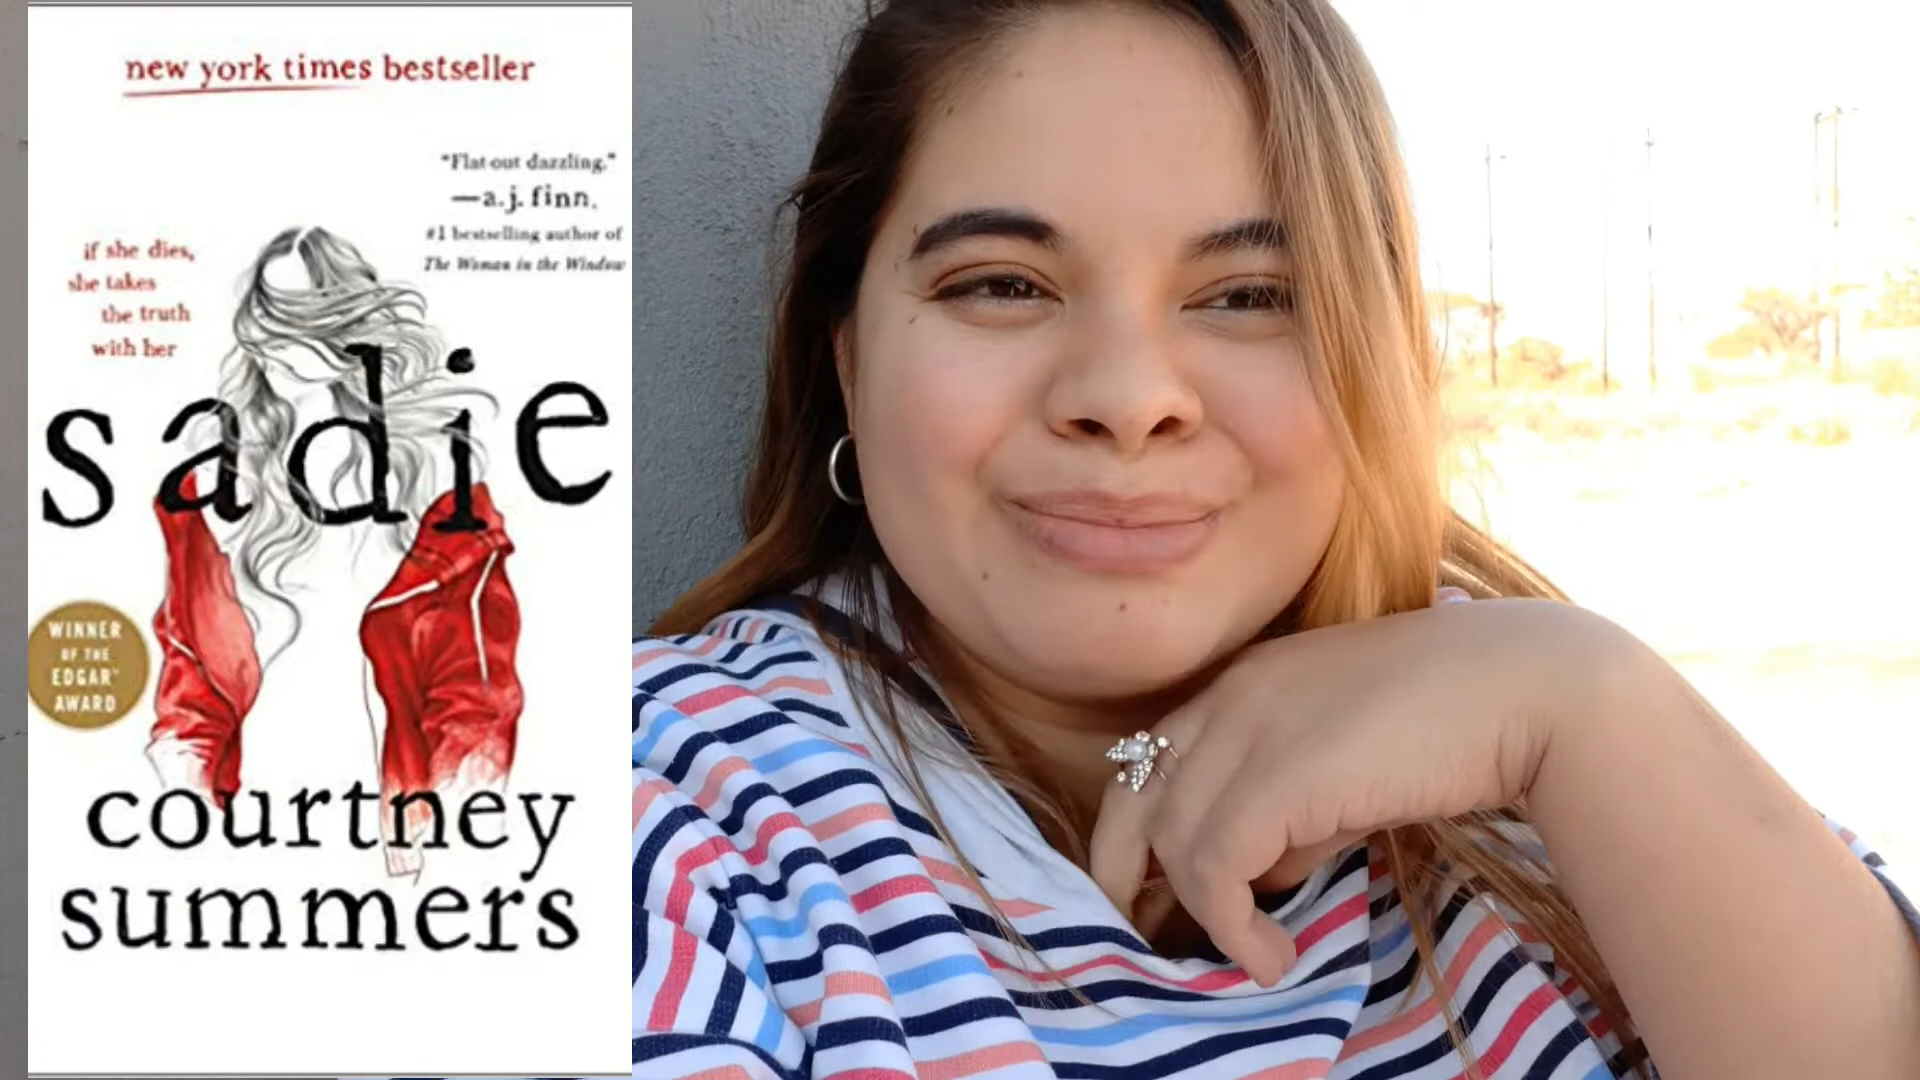 new york times bestseller
"Flat-out dazzling."
—a.j. finn,
#1 bestselling author of
The Woman in the Window
if she dies,
she takes
the truth
with her
sadie
WINNER
OF THE
EDGAR®
AWARD
courtney
summers